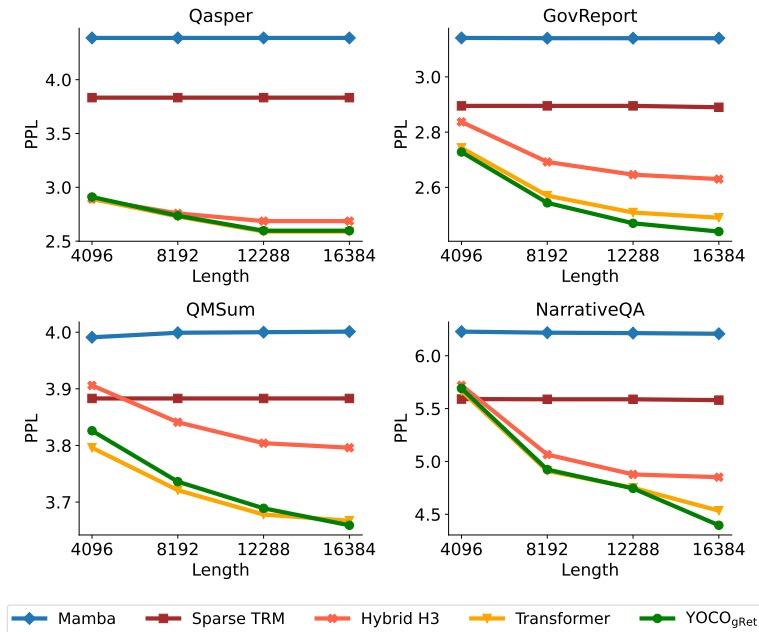 Qasper
GovReport
PPL
4.0
3.5
3.0
2.5
4096 8192 12288 16384
Length
PPL
3.0
2.8
2.6
4096 8192 12288 16384
Length
QMSum
NarrativeQA
PPL
4.0
3.9
3.8
3.7
4096 8192 12288 16384
Length
PPL
6.0
5.5
5.0
4.5
4096 8192 12288 16384
Length
Mamba Sparse TRM Hybrid H3 Transformer YOCOgRet